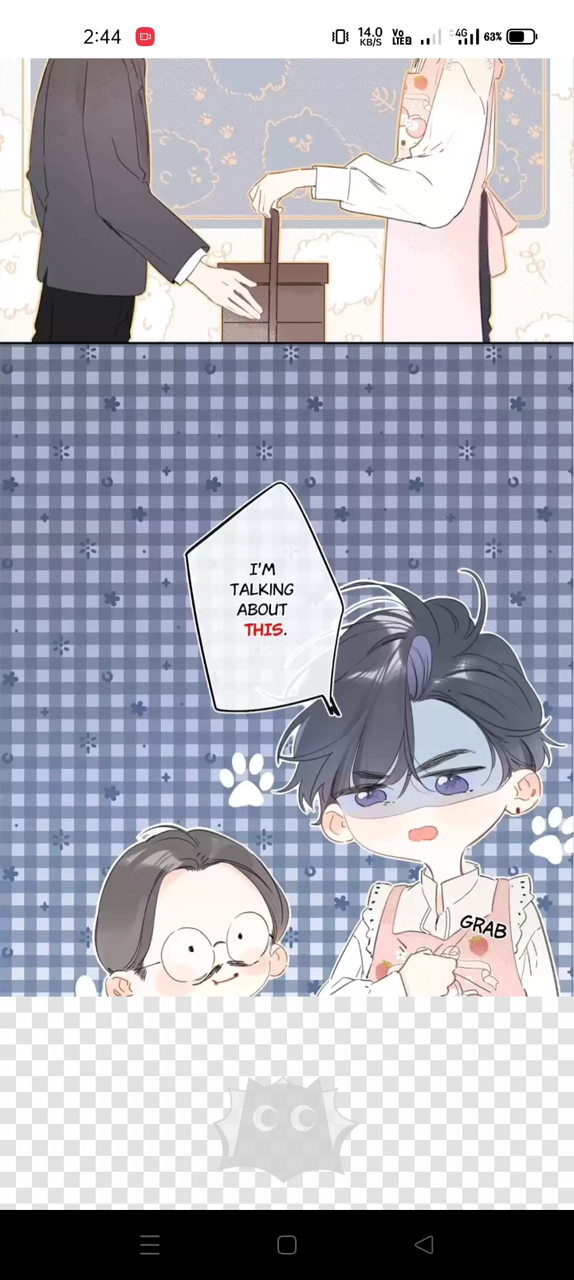 2:44
14.0 KB/S
Vo LTE2
4G
63%
I'M
TALKING
ABOUT
THIS.
GRAB